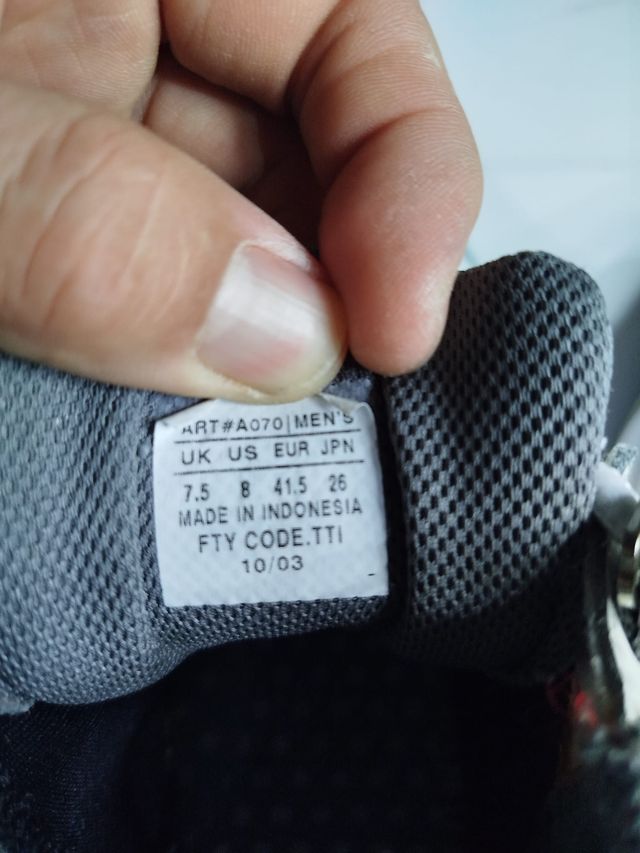 ART#A070|MEN'S
UK US EUR JPN
7.5 8 41.5 26
MADE IN INDONESIA
FTY CODE.TTI
10/03